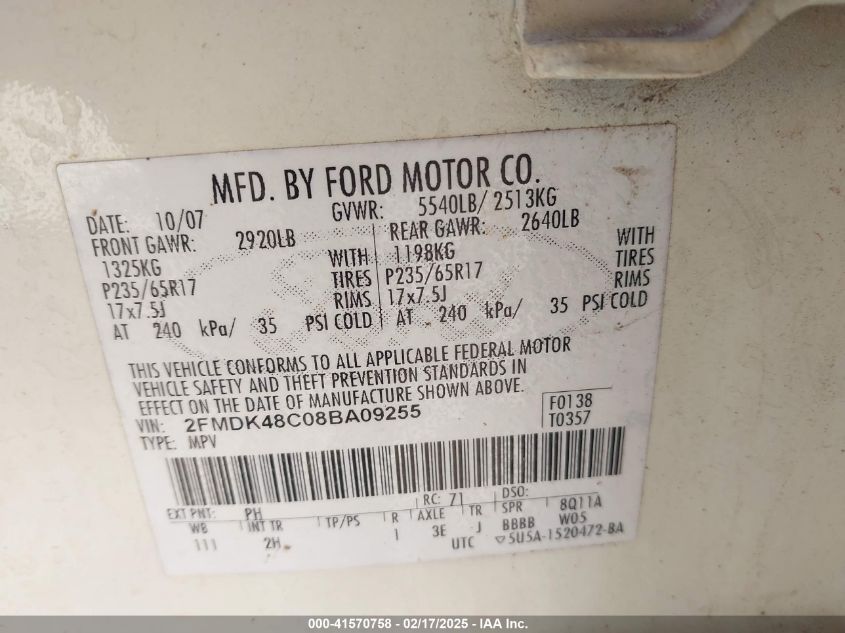 MFD. BY FORD MOTOR CO.
DATE: 10/07 GVWR: 5540LB/ 2513KG
FRONT GAWR: 2920LB REAR GAWR: 2640LB
1325KG WITH 1198KG WITH
P235/65R17 TIRES P235/65R17 TIRES
17x7.5J RIMS 17x7.5J RIMS
AT 240 kPa/ 35 PSI COLD AT 240 kPa/ 35 PSI COLD
THIS VEHICLE CONFORMS TO ALL APPLICABLE FEDERAL MOTOR
VEHICLE SAFETY AND THEFT PREVENTION STANDARDS IN
EFFECT ON THE DATE OF MANUFACTURE SHOWN ABOVE.
VIN: 2FMDK48C08BA09255 F0138
TYPE: MPV T0357
EXT PNT: PH RC: 71 DSO:
WB INT TR TP/PS R AXLE TR SPR 8Q11A
111 2H I 3E J BBBB W05
UTC ▽5U5A-1520472-BA
000-41570758 - 02/17/2025 - IAA Inc.